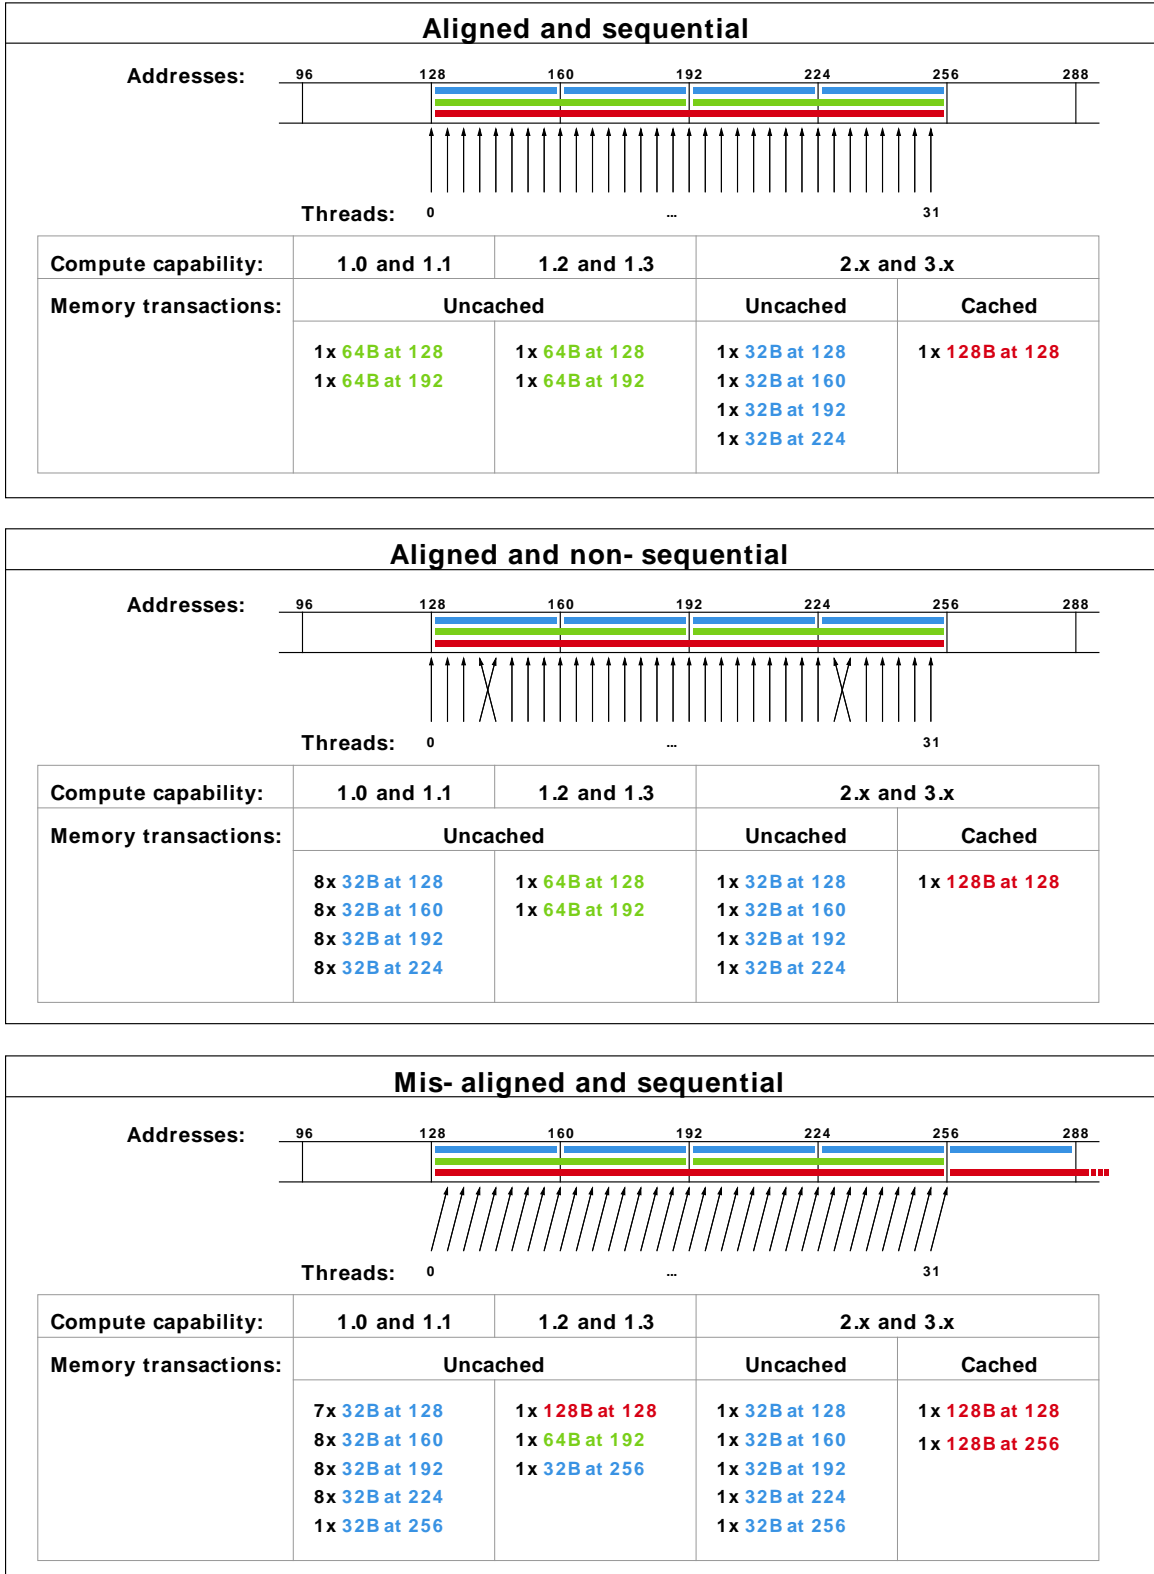 Aligned and sequential
Addresses: 96 128 160 192 224 256 288
Threads: 0 ... 31
Compute capability: 1.0 and 1.1 1.2 and 1.3 2.x and 3.x
Memory transactions: Uncached Uncached Cached
1x 64B at 128 1x 64B at 128 1x 32B at 128 1x 128B at 128
1x 64B at 192 1x 64B at 192 1x 32B at 160
1x 32B at 192
1x 32B at 224
Aligned and non- sequential
Addresses: 96 128 160 192 224 256 288
Threads: 0 ... 31
Compute capability: 1.0 and 1.1 1.2 and 1.3 2.x and 3.x
Memory transactions: Uncached Uncached Cached
8x 32B at 128 1x 64B at 128 1x 32B at 128 1x 128B at 128
8x 32B at 160 1x 64B at 192 1x 32B at 160
8x 32B at 192 1x 32B at 192
8x 32B at 224 1x 32B at 224
Mis- aligned and sequential
Addresses: 96 128 160 192 224 256 288
Threads: 0 ... 31
Compute capability: 1.0 and 1.1 1.2 and 1.3 2.x and 3.x
Memory transactions: Uncached Uncached Cached
7x 32B at 128 1x 128B at 128 1x 32B at 128 1x 128B at 128
8x 32B at 160 1x 64B at 192 1x 32B at 160 1x 128B at 256
8x 32B at 192 1x 32B at 256 1x 32B at 192
8x 32B at 224 1x 32B at 224
1x 32B at 256 1x 32B at 256